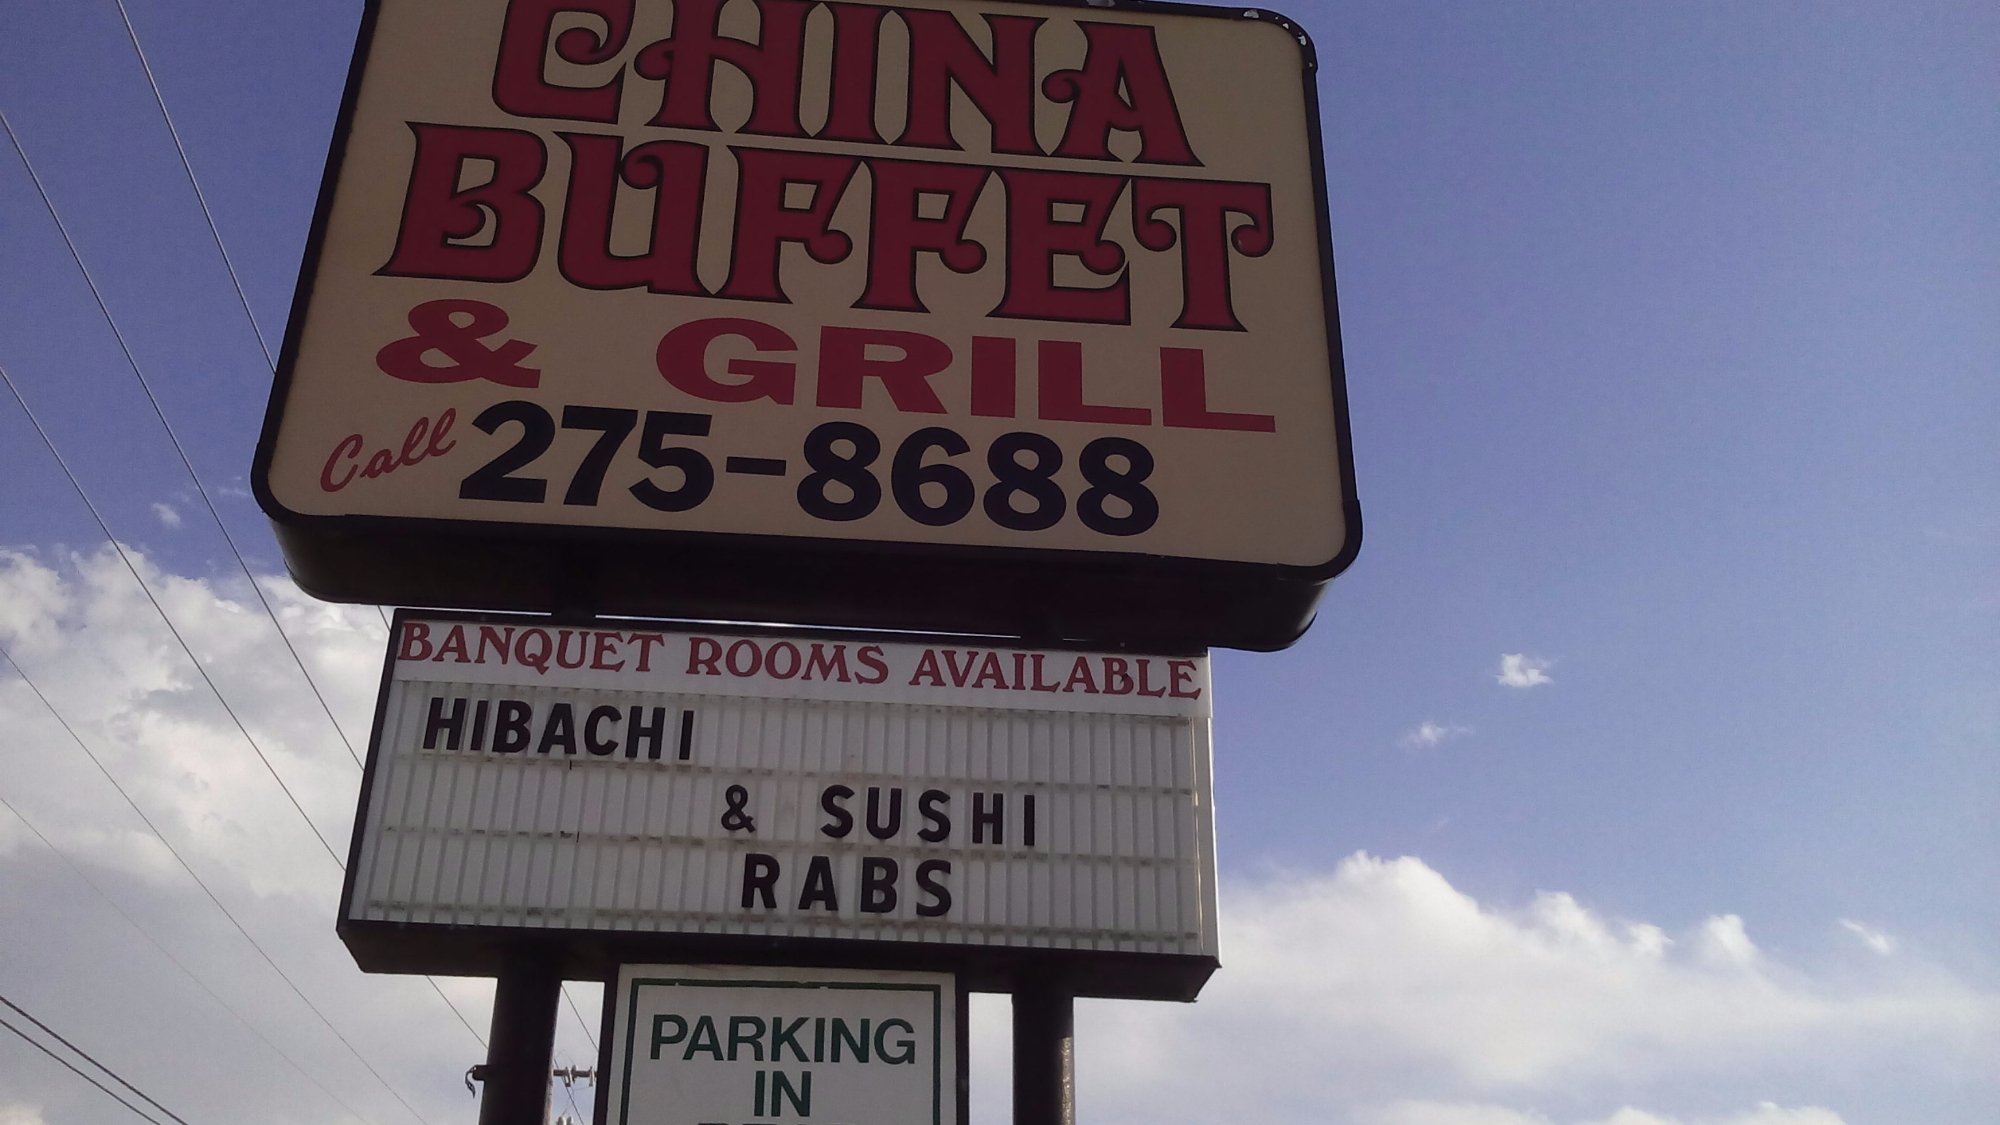 CHINA
BUFFET
& GRILL
Call 275-8688
BANQUET ROOMS AVAILABLE
HIBACHI
& SUSHI
RABS
PARKING
IN